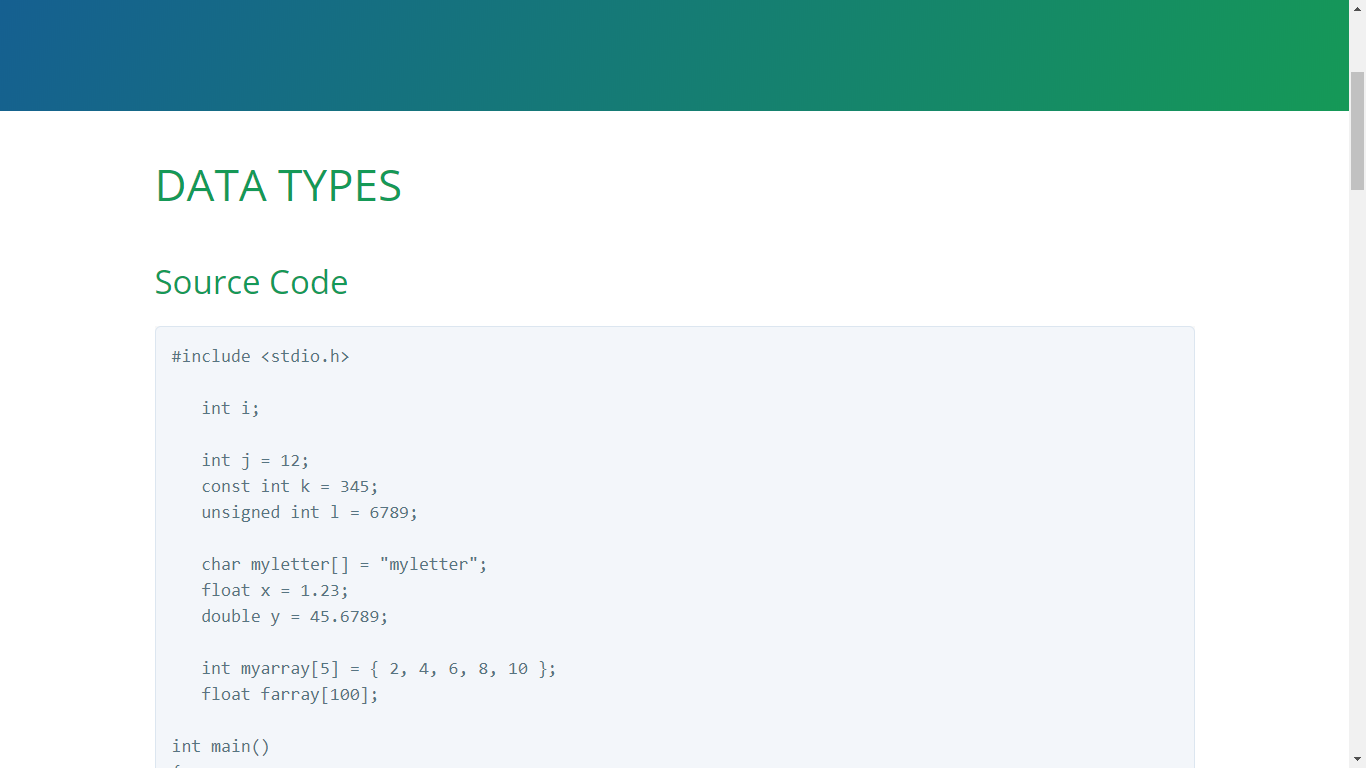 DATA TYPES
Source Code
#include <stdio.h>
int i;
int j = 12;
const int k = 345;
unsigned int l = 6789;
char myletter[] = "myletter";
float x = 1.23;
double y = 45.6789;
int myarray[5] = { 2, 4, 6, 8, 10 };
float farray[100];
int main()